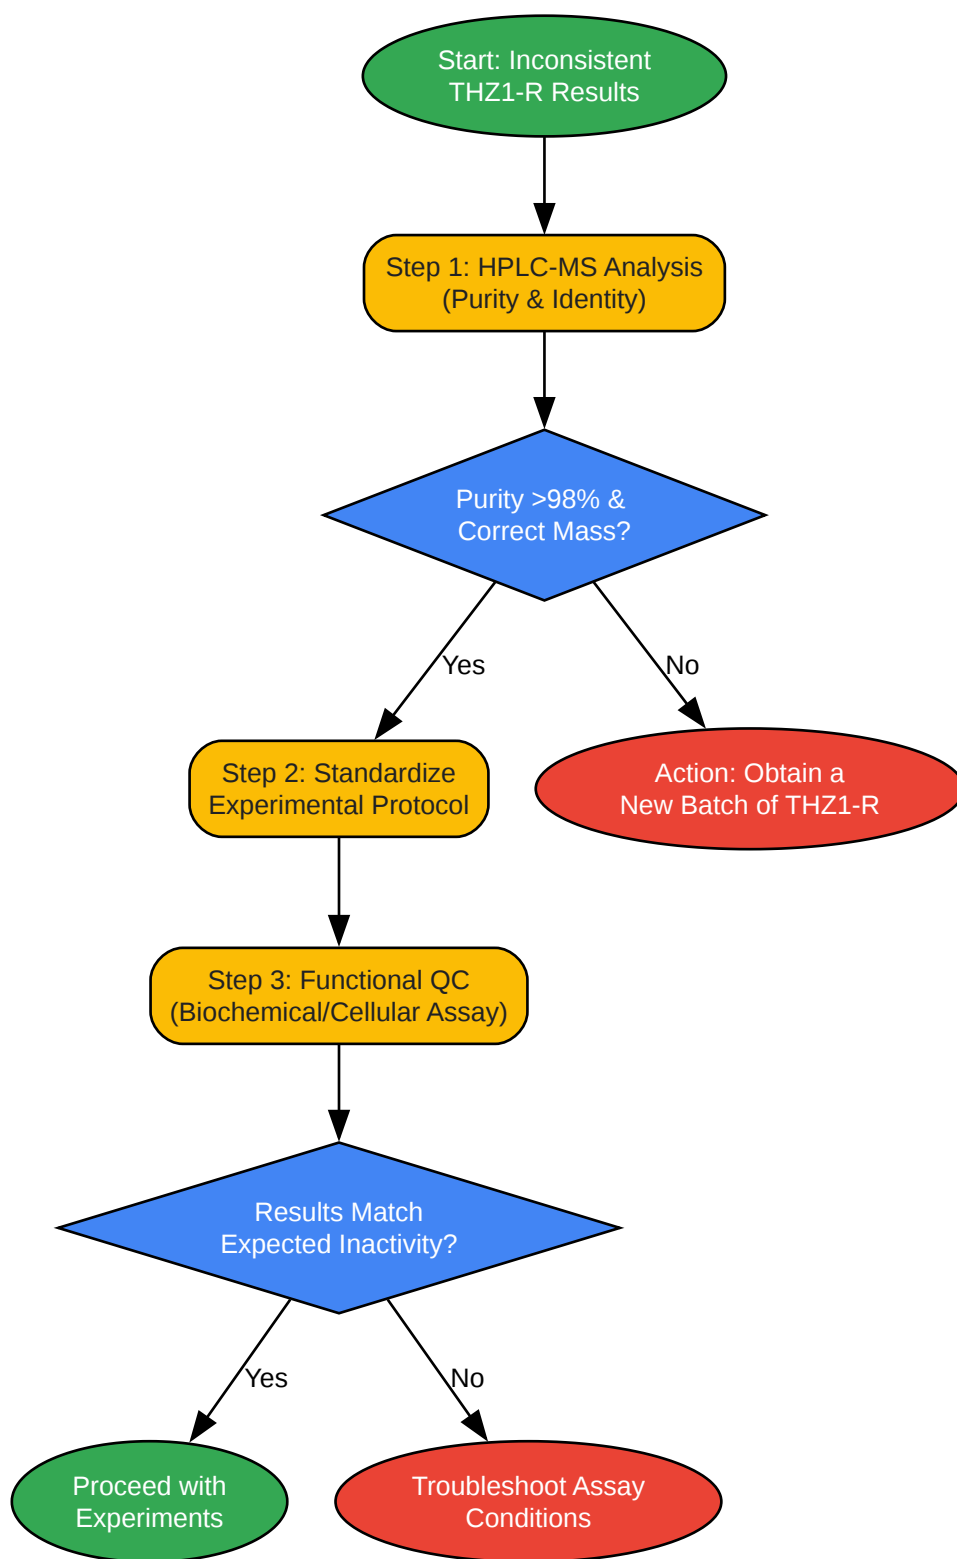 Start: Inconsistent
THZ1-R Results
Step 1: HPLC-MS Analysis
(Purity & Identity)
Purity >98% &
Correct Mass?
Yes
No
Step 2: Standardize
Experimental Protocol
Action: Obtain a
New Batch of THZ1-R
Step 3: Functional QC
(Biochemical/Cellular Assay)
Results Match
Expected Inactivity?
Yes
No
Proceed with
Experiments
Troubleshoot Assay
Conditions